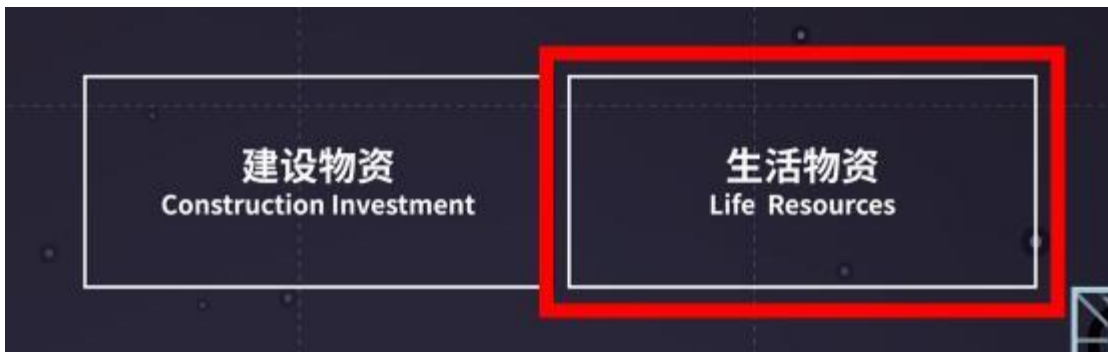 建设物资
Construction Investment
生活物资
Life Resources